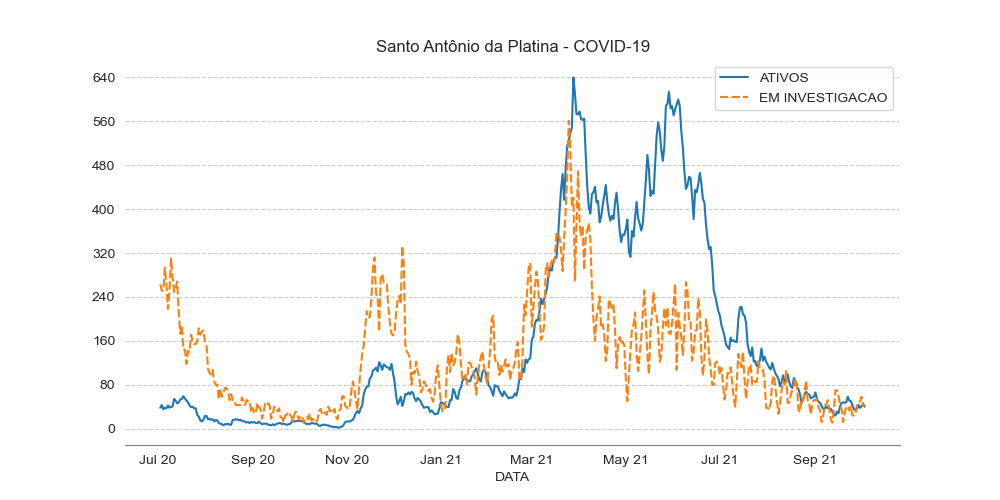 Santo Antônio da Platina - COVID-19
ATIVOS
EM INVESTIGACAO
640
560
480
400
320
240
160
80
0
Jul 20 Sep 20 Nov 20 Jan 21 Mar 21 May 21 Jul 21 Sep 21
DATA